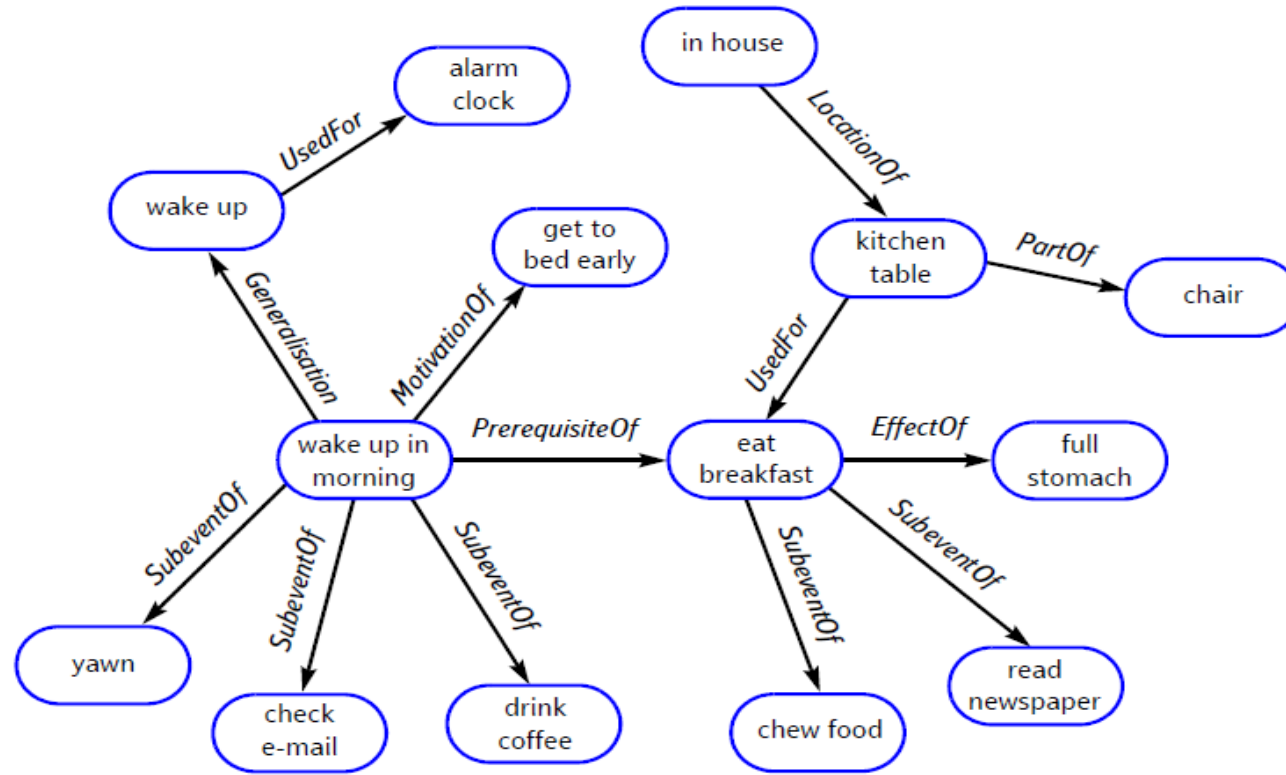 in house
alarm
clock
UsedFor
LocationOf
wake up
get to
bed early
kitchen
table
PartOf
chair
Generalisation
MotivationOf
UsedFor
wake up in
morning
PrerequisiteOf
eat
breakfast
EffectOf
full
stomach
SubeventOf
SubeventOf
SubeventOf
SubeventOf
SubeventOf
yawn
check
e-mail
drink
coffee
chew food
read
newspaper